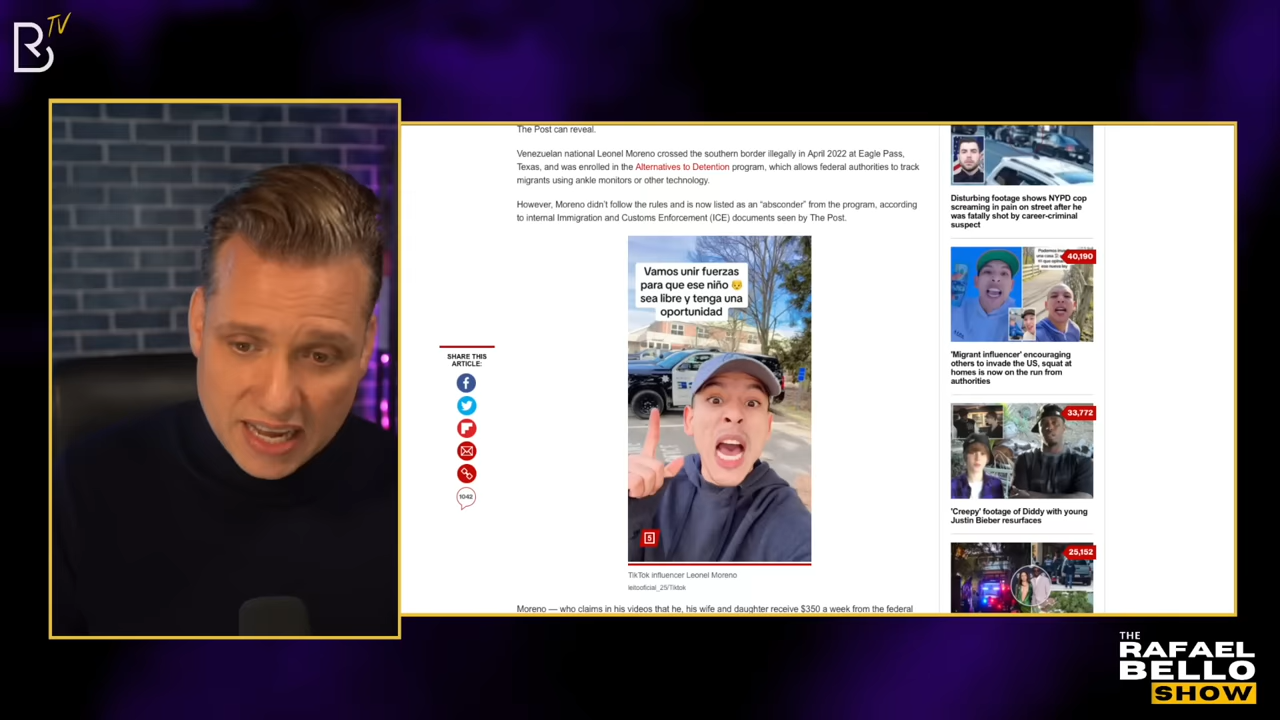 TV
The Post can reveal.
Venezuelan national Leonel Moreno crossed the southern border illegally in April 2022 at Eagle Pass,
Texas, and was enrolled in the Alternatives to Detention program, which allows federal authorities to track
migrants using ankle monitors or other technology.
However, Moreno didn't follow the rules and is now listed as an “absconder” from the program, according
to internal Immigration and Customs Enforcement (ICE) documents seen by The Post.
Vamos unir fuerzas
para que ese niño 😔
sea libre y tenga una
oportunidad
5
SHARE THIS
ARTICLE:
1042
TikTok influencer Leonel Moreno
leitooficial_25/Tiktok
Moreno — who claims in his videos that he, his wife and daughter receive $350 a week from the federal
Disturbing footage shows NYPD cop
screaming in pain on street after he
was fatally shot by career-criminal
suspect
40,190
'Migrant influencer' encouraging
others to invade the US, squat at
homes is now on the run from
authorities
33,772
'Creepy' footage of Diddy with young
Justin Bieber resurfaces
25,152
THE
RAFAEL
BELLO
SHOW